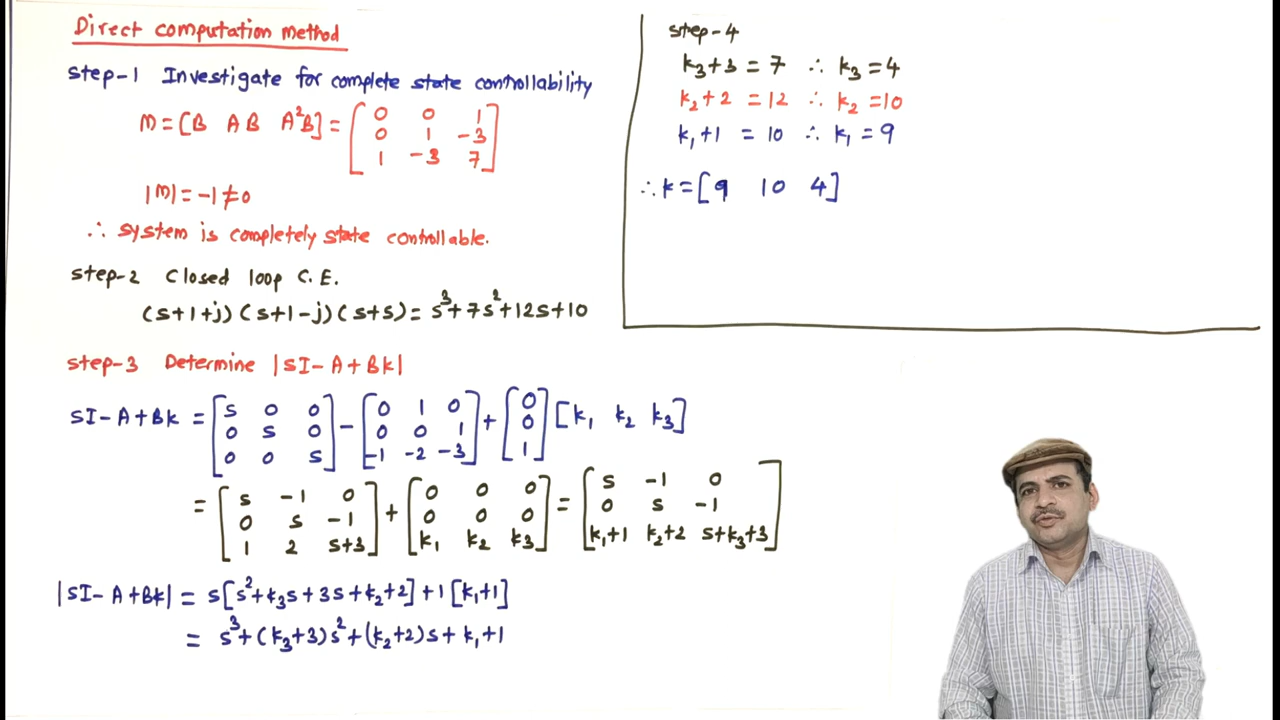 Direct computation method
step-1 Investigate for complete state controllability
M = [B AB A²B] = [0 0 1
0 1 -3
1 -3 7]
|M| = -1 ≠ 0
∴ system is completely state controllable.
step-2 Closed loop C.E.
(s+1+j)(s+1-j)(s+5) = s³+7s²+12s+10
step-3 Determine |sI-A+Bk|
sI-A+Bk = [s 0 0 - [0 1 0 + [0 [k₁ k₂ k₃]
0 s 0 0 0 1 0
0 0 s] -1 -2 -3] 1]
= [s -1 0 + [0 0 0 = [s -1 0
0 s -1 0 0 0 0 s -1
1 2 s+3] k₁ k₂ k₃] k₁+1 k₂+2 s+k₃+3]
|sI-A+Bk| = s[s²+k₃s+3s+k₂+2]+1[k₁+1]
= s³+(k₃+3)s²+(k₂+2)s+k₁+1
step-4
k₃+3 = 7 ∴ k₃=4
k₂+2 = 12 ∴ k₂=10
k₁+1 = 10 ∴ k₁=9
∴ k = [9 10 4]